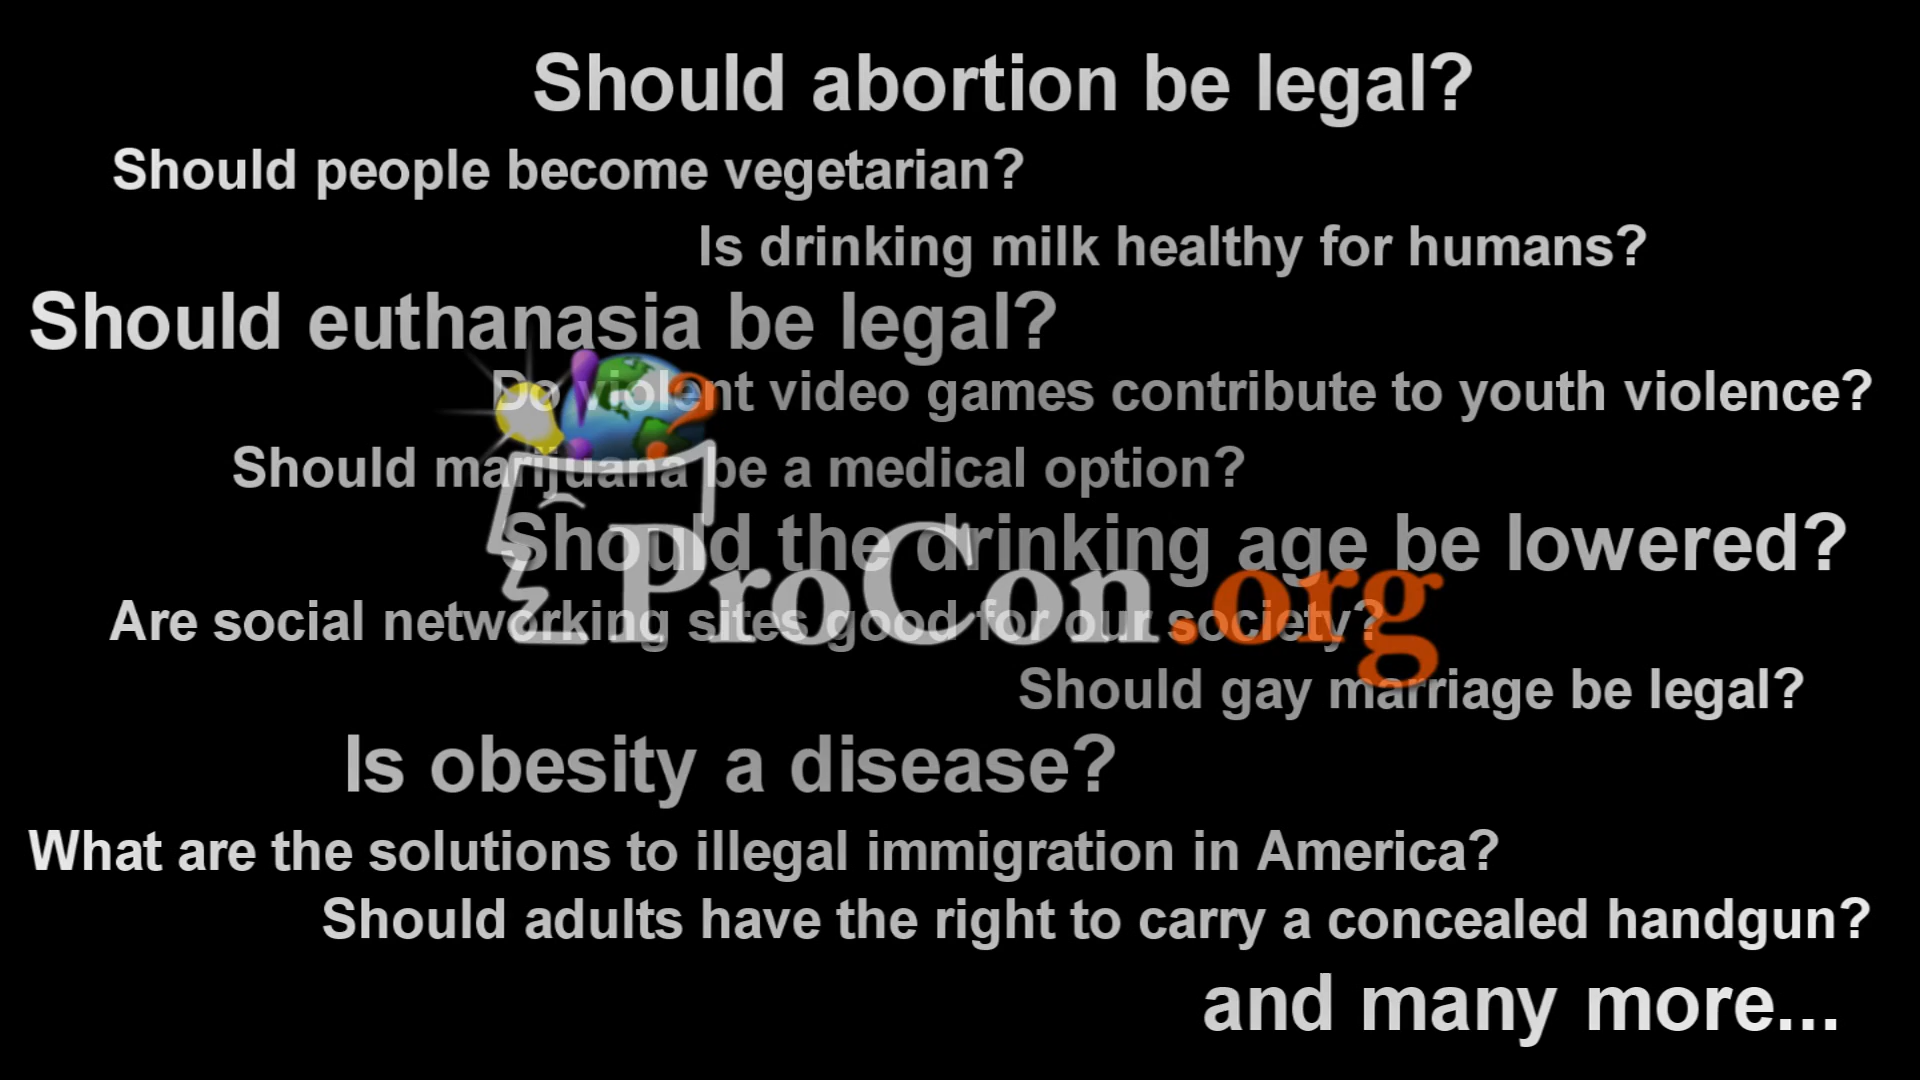 Should abortion be legal?
Should people become vegetarian?
Is drinking milk healthy for humans?
Should euthanasia be legal?
Do violent video games contribute to youth violence?
Should marijuana be a medical option?
Should the drinking age be lowered?
ProCon.org
Are social networking sites good for our society?
Should gay marriage be legal?
Is obesity a disease?
What are the solutions to illegal immigration in America?
Should adults have the right to carry a concealed handgun?
and many more...